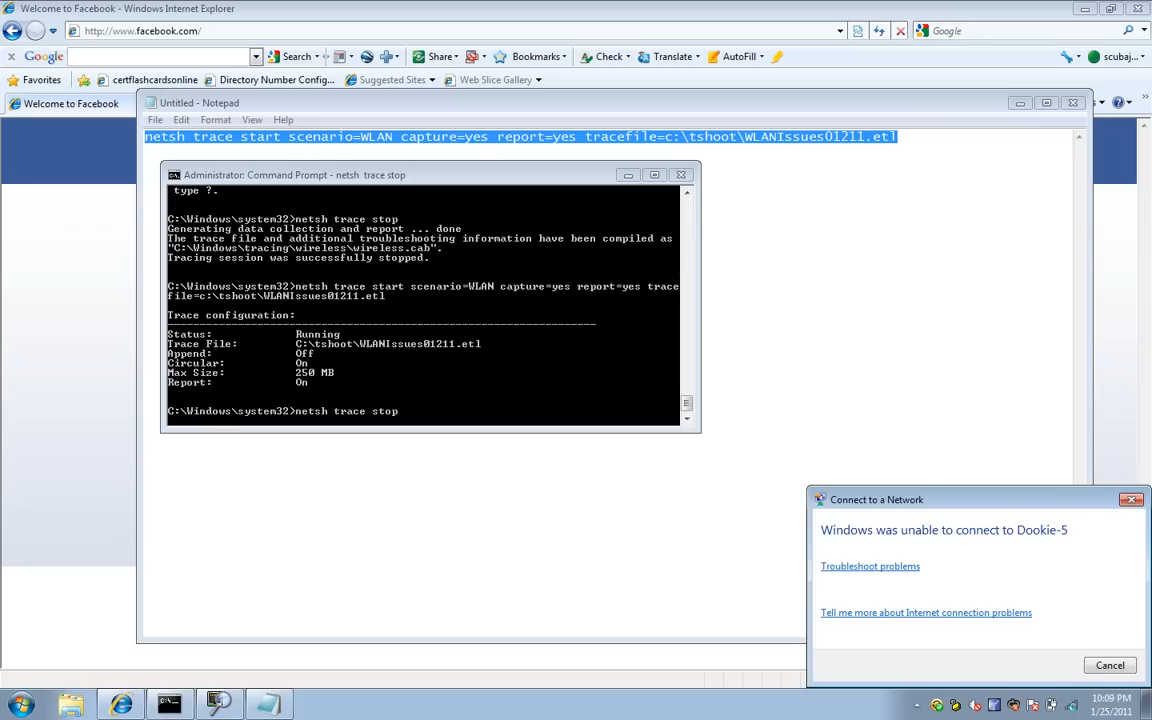 Welcome to Facebook - Windows Internet Explorer
http://www.facebook.com/
Google
Google
Search
Share
Bookmarks
Check
Translate
AutoFill
scubaj...
Favorites
certflashcardsonline
Directory Number Config...
Suggested Sites
Web Slice Gallery
Welcome to Facebook
Untitled - Notepad
File Edit Format View Help
netsh trace start scenario=WLAN capture=yes report=yes tracefile=c:\tshoot\WLANIssues01211.etl
Administrator: Command Prompt - netsh trace stop
type ?.
C:\Windows\system32>netsh trace stop
Generating data collection and report ... done
The trace file and additional troubleshooting information have been compiled as
"C:\Windows\tracing\wireless\wireless.cab".
Tracing session was successfully stopped.
C:\Windows\system32>netsh trace start scenario=WLAN capture=yes report=yes trace
file=c:\tshoot\WLANIssues01211.etl
Trace configuration:
-------------------------------------------------------------------
Status: Running
Trace File: C:\tshoot\WLANIssues01211.etl
Append: Off
Circular: On
Max Size: 250 MB
Report: On
C:\Windows\system32>netsh trace stop
Connect to a Network
Windows was unable to connect to Dookie-5
Troubleshoot problems
Tell me more about Internet connection problems
Cancel
10:09 PM
1/25/2011